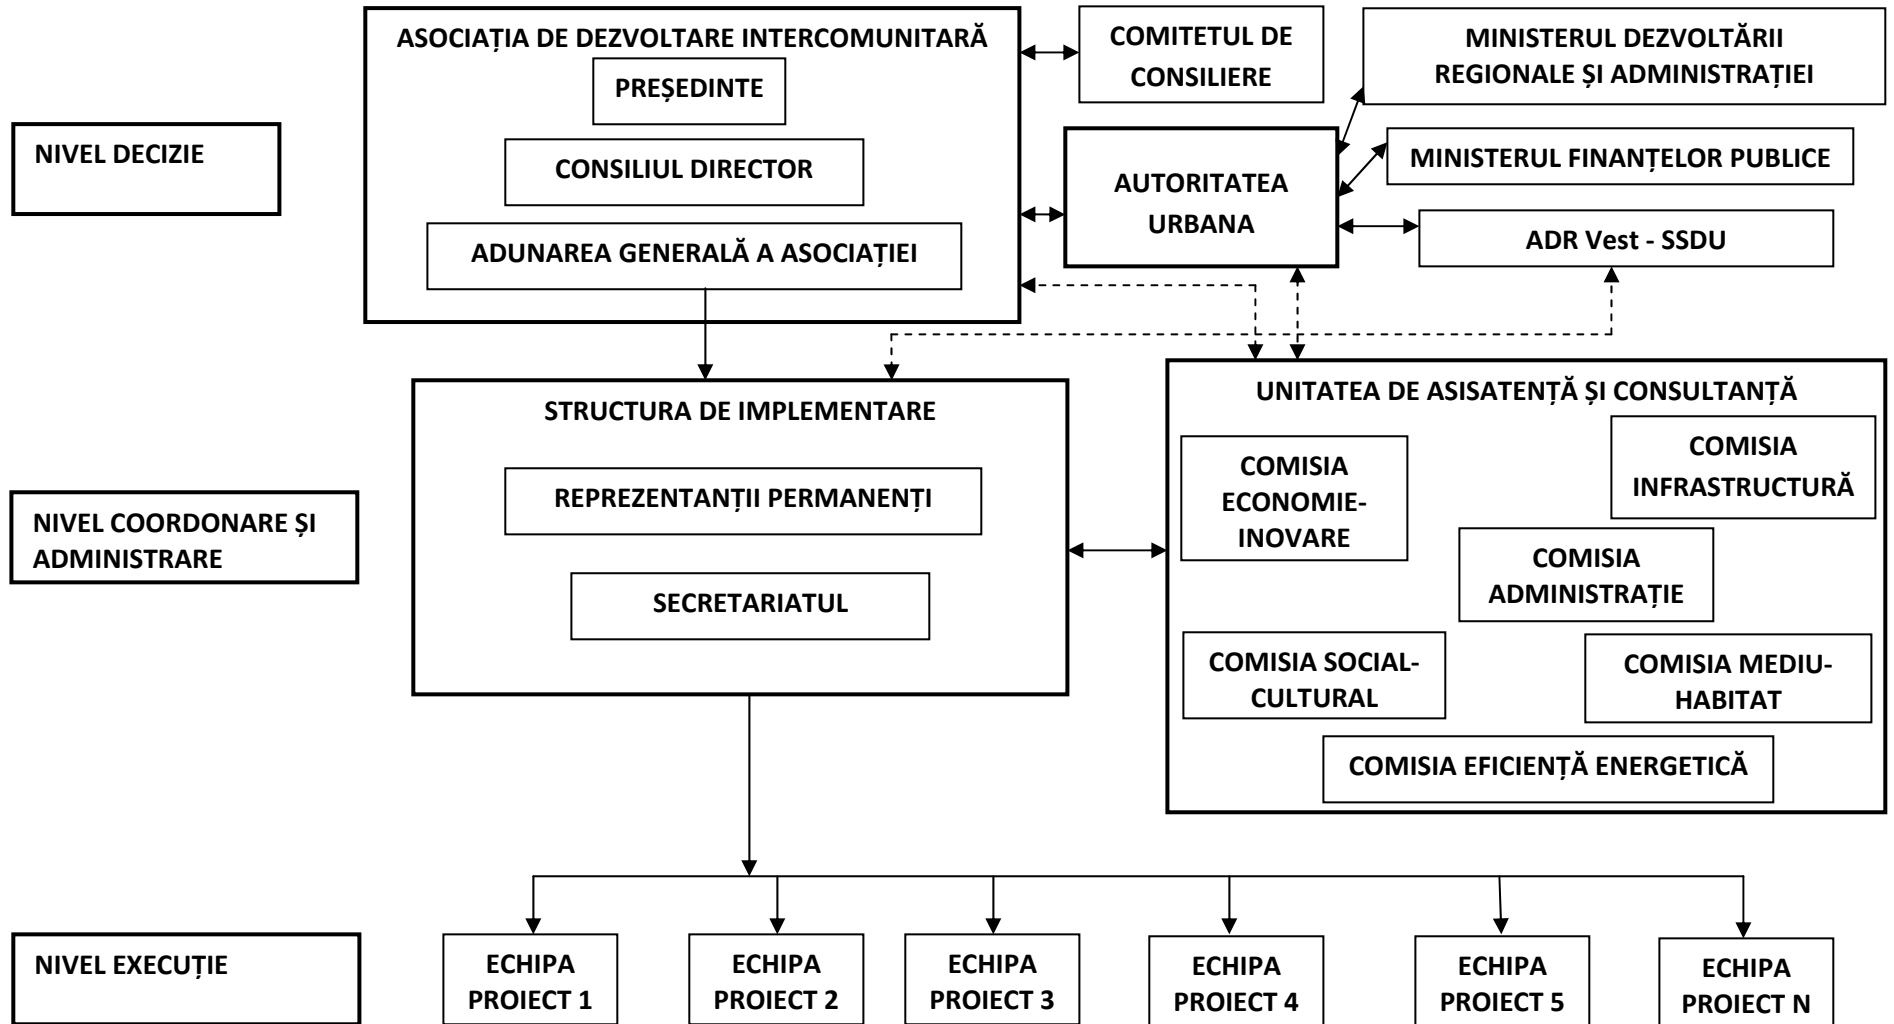 ASOCIAȚIA DE DEZVOLTARE INTERCOMUNITARĂ
PREȘEDINTE
CONSILIUL DIRECTOR
ADUNAREA GENERALĂ A ASOCIAȚIEI
COMITETUL DE
CONSILIERE
MINISTERUL DEZVOLTĂRII
REGIONALE ȘI ADMINISTRAȚIEI
NIVEL DECIZIE
AUTORITATEA
URBANA
MINISTERUL FINANȚELOR PUBLICE
ADR Vest - SSDU
STRUCTURA DE IMPLEMENTARE
REPREZENTANȚII PERMANENȚI
SECRETARIATUL
UNITATEA DE ASISATENȚĂ ȘI CONSULTANȚĂ
COMISIA
ECONOMIE-
INOVARE
COMISIA
INFRASTRUCTURĂ
COMISIA
ADMINISTRAȚIE
COMISIA SOCIAL-
CULTURAL
COMISIA MEDIU-
HABITAT
COMISIA EFICIENȚĂ ENERGETICĂ
NIVEL COORDONARE ȘI
ADMINISTRARE
NIVEL EXECUȚIE
ECHIPA
PROIECT 1
ECHIPA
PROIECT 2
ECHIPA
PROIECT 3
ECHIPA
PROIECT 4
ECHIPA
PROIECT 5
ECHIPA
PROIECT N